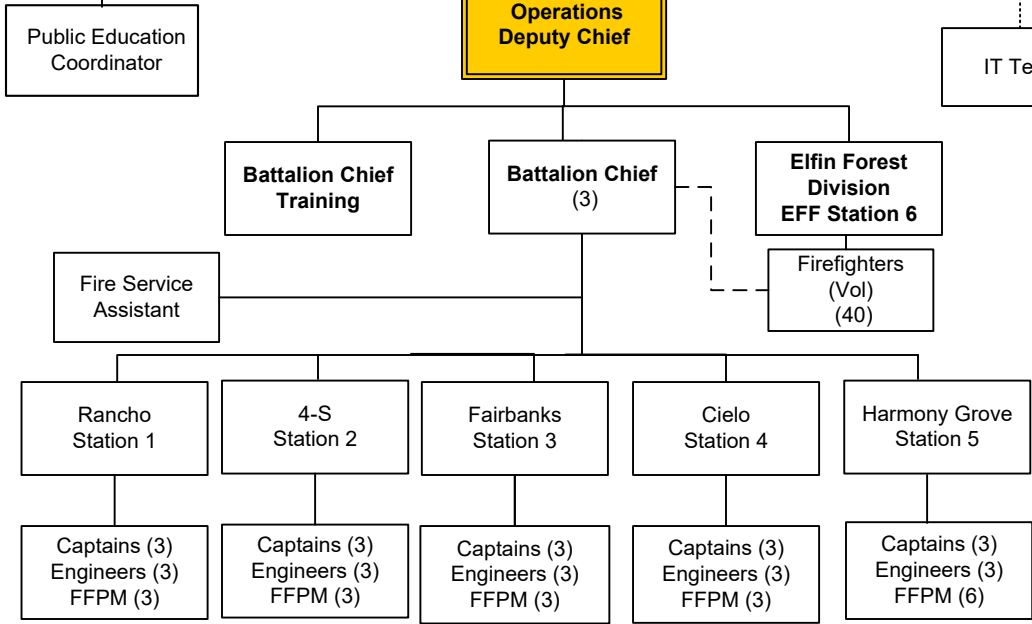 Public Education
Coordinator
Operations
Deputy Chief
IT
Battalion Chief
Training
Battalion Chief
(3)
Elfin Forest
Division
EFF Station 6
Fire Service
Assistant
Firefighters
(Vol)
(40)
Rancho
Station 1
4-S
Station 2
Fairbanks
Station 3
Cielo
Station 4
Harmony Grove
Station 5
Captains (3)
Engineers (3)
FFPM (3)
Captains (3)
Engineers (3)
FFPM (3)
Captains (3)
Engineers (3)
FFPM (3)
Captains (3)
Engineers (3)
FFPM (3)
Captains (3)
Engineers (3)
FFPM (6)